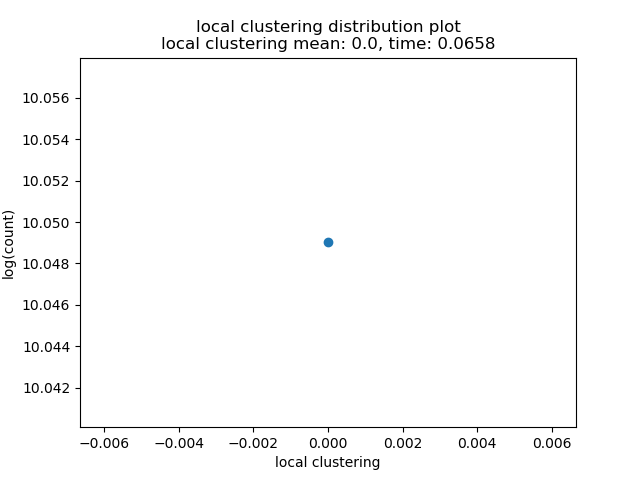 local clustering distribution plot
local clustering mean: 0.0, time: 0.0658
10.056
10.054
10.052
10.050
10.048
10.046
10.044
10.042
log(count)
−0.006 −0.004 −0.002 0.000 0.002 0.004 0.006
local clustering